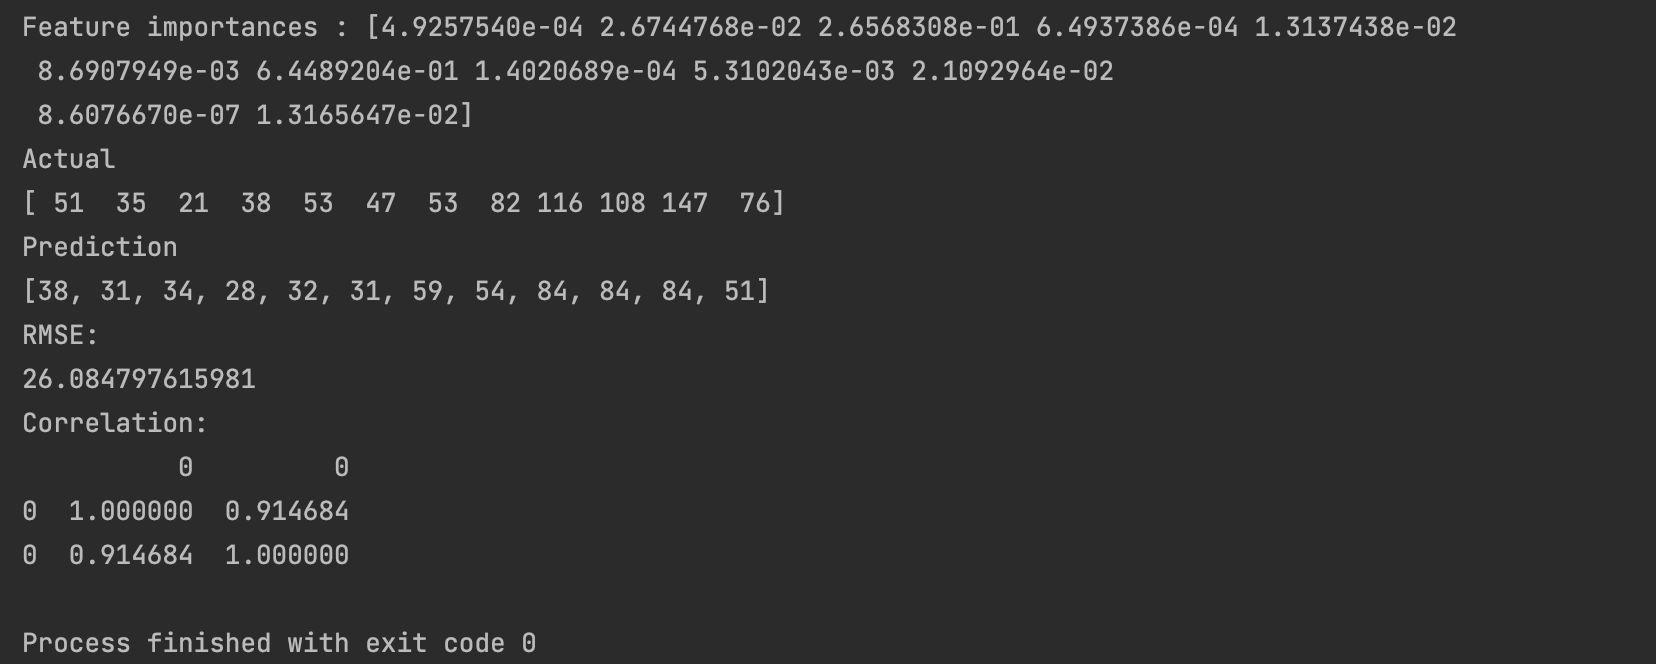 Feature importances : [4.9257540e-04 2.6744768e-02 2.6568308e-01 6.4937386e-04 1.3137438e-02
8.6907949e-03 6.4489204e-01 1.4020689e-04 5.3102043e-03 2.1092964e-02
8.6076670e-07 1.3165647e-02]
Actual
[ 51  35  21  38  53  47  53  82 116 108 147  76]
Prediction
[38, 31, 34, 28, 32, 31, 59, 54, 84, 84, 84, 51]
RMSE:
26.084797615981
Correlation:
          0         0
0  1.000000  0.914684
0  0.914684  1.000000
Process finished with exit code 0